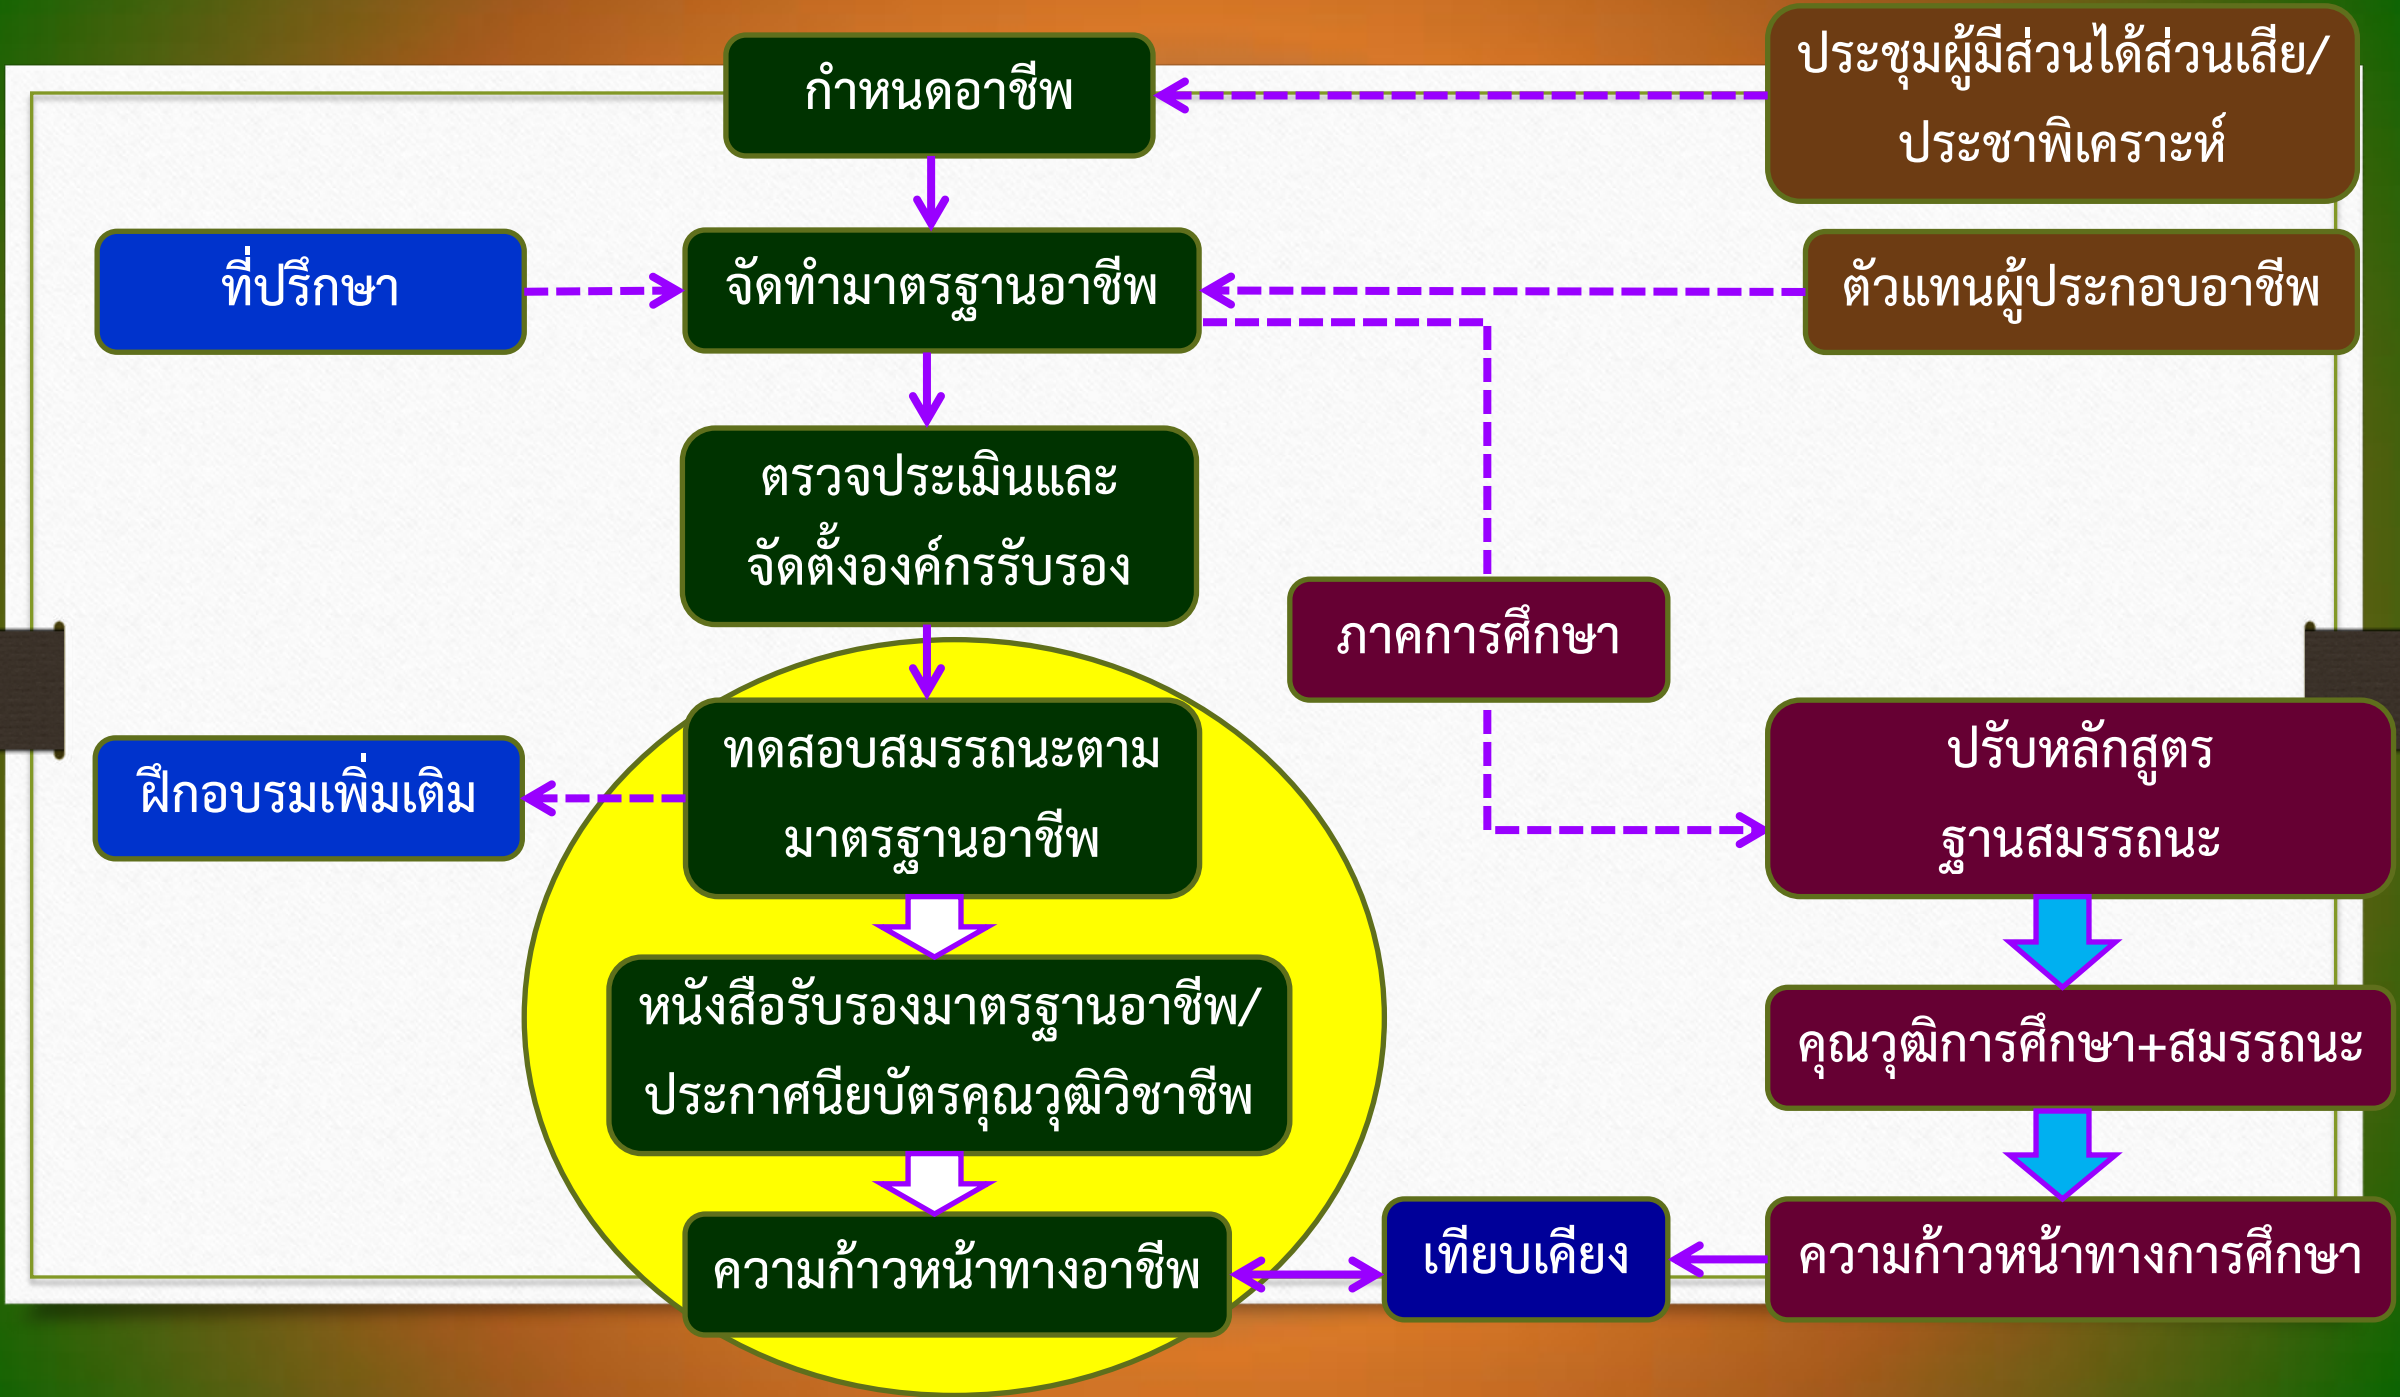 กำหนดอาชีพ
ประชุมผู้มีส่วนได้ส่วนเสีย/
ประชาพิเคราะห์
ที่ปรึกษา
จัดทำมาตรฐานอาชีพ
ตัวแทนผู้ประกอบอาชีพ
ตรวจประเมินและ
จัดตั้งองค์กรรับรอง
ภาคการศึกษา
ฝึกอบรมเพิ่มเติม
ทดสอบสมรรถนะตาม
มาตรฐานอาชีพ
ปรับหลักสูตร
ฐานสมรรถนะ
หนังสือรับรองมาตรฐานอาชีพ/
ประกาศนียบัตรคุณวุฒิวิชาชีพ
คุณวุฒิการศึกษา+สมรรถนะ
ความก้าวหน้าทางอาชีพ
เทียบเคียง
ความก้าวหน้าทางการศึกษา